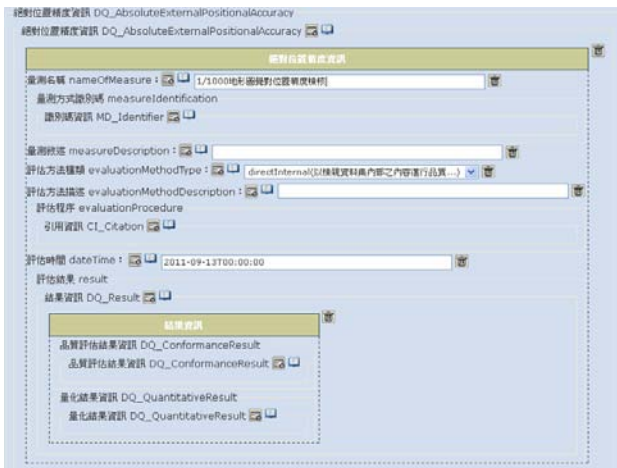 絕對位置精度資訊 DQ_AbsoluteExternalPositionalAccuracy
絕對位置精度資訊 DQ_AbsoluteExternalPositionalAccuracy
絕對位置精度資訊
量測名稱 nameOfMeasure：
1/1000地形圖絕對位置精度檢核
量測方式識別碼 measureIdentification
識別碼資訊 MD_Identifier
量測敘述 measureDescription：
評估方法種類 evaluationMethodType： directInternal(以詮釋資料集內部之內容進行品質...)
評估方法描述 evaluationMethodDescription：
評估程序 evaluationProcedure
引用資訊 CI_Citation
評估時間 dateTime： 2011-09-13T00:00:00
評估結果 result
結果資訊 DQ_Result
結果資訊
品質評估結果資訊 DQ_ConformanceResult
品質評估結果資訊 DQ_ConformanceResult
量化結果資訊 DQ_QuantitativeResult
量化結果資訊 DQ_QuantitativeResult